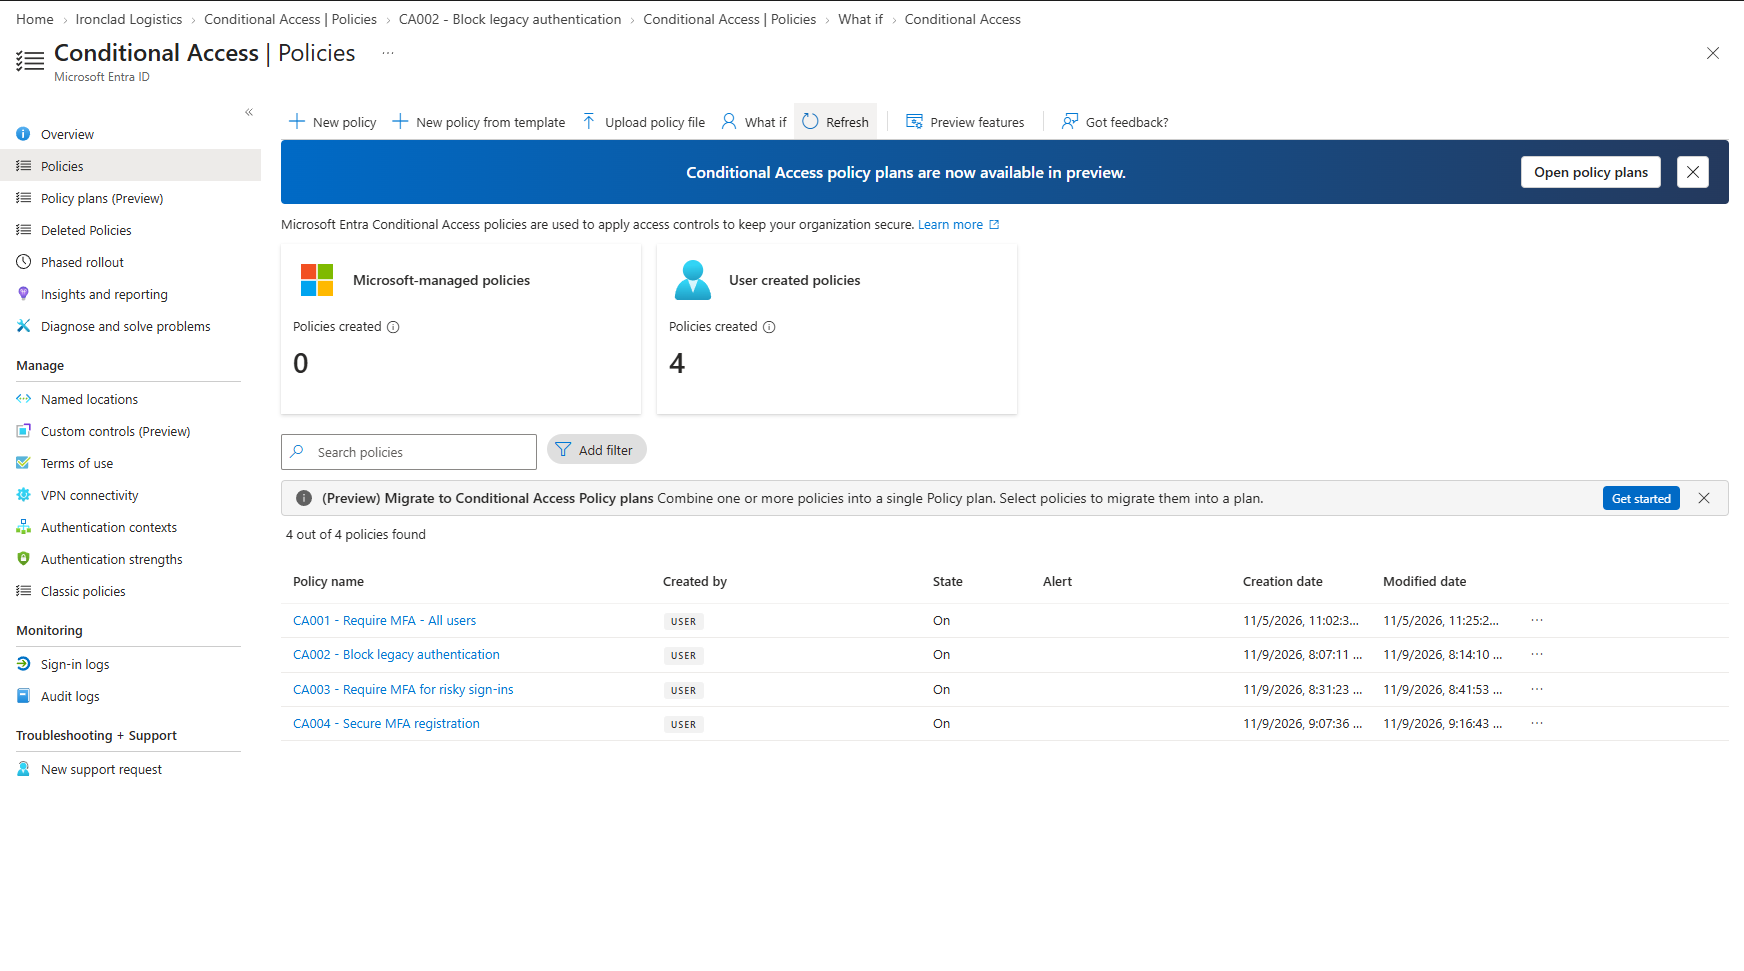 Home › Ironclad Logistics › Conditional Access | Policies › CA002 - Block legacy authentication › Conditional Access | Policies › What if › Conditional Access
Conditional Access | Policies ...
Microsoft Entra ID
«
Overview
Policies
Policy plans (Preview)
Deleted Policies
Phased rollout
Insights and reporting
Diagnose and solve problems
Manage
Named locations
Custom controls (Preview)
Terms of use
VPN connectivity
Authentication contexts
Authentication strengths
Classic policies
Monitoring
Sign-in logs
Audit logs
Troubleshooting + Support
New support request
New policy New policy from template Upload policy file What if Refresh Preview features Got feedback?
Conditional Access policy plans are now available in preview. Open policy plans
Microsoft Entra Conditional Access policies are used to apply access controls to keep your organization secure. Learn more
Microsoft-managed policies
Policies created
0
User created policies
Policies created
4
Search policies Add filter
(Preview) Migrate to Conditional Access Policy plans Combine one or more policies into a single Policy plan. Select policies to migrate them into a plan. Get started
4 out of 4 policies found
Policy name Created by State Alert Creation date Modified date
CA001 - Require MFA - All users USER On 11/5/2026, 11:02:3... 11/5/2026, 11:25:2... ...
CA002 - Block legacy authentication USER On 11/9/2026, 8:07:11 ... 11/9/2026, 8:14:10 ... ...
CA003 - Require MFA for risky sign-ins USER On 11/9/2026, 8:31:23 ... 11/9/2026, 8:41:53 ... ...
CA004 - Secure MFA registration USER On 11/9/2026, 9:07:36 ... 11/9/2026, 9:16:43 ... ...